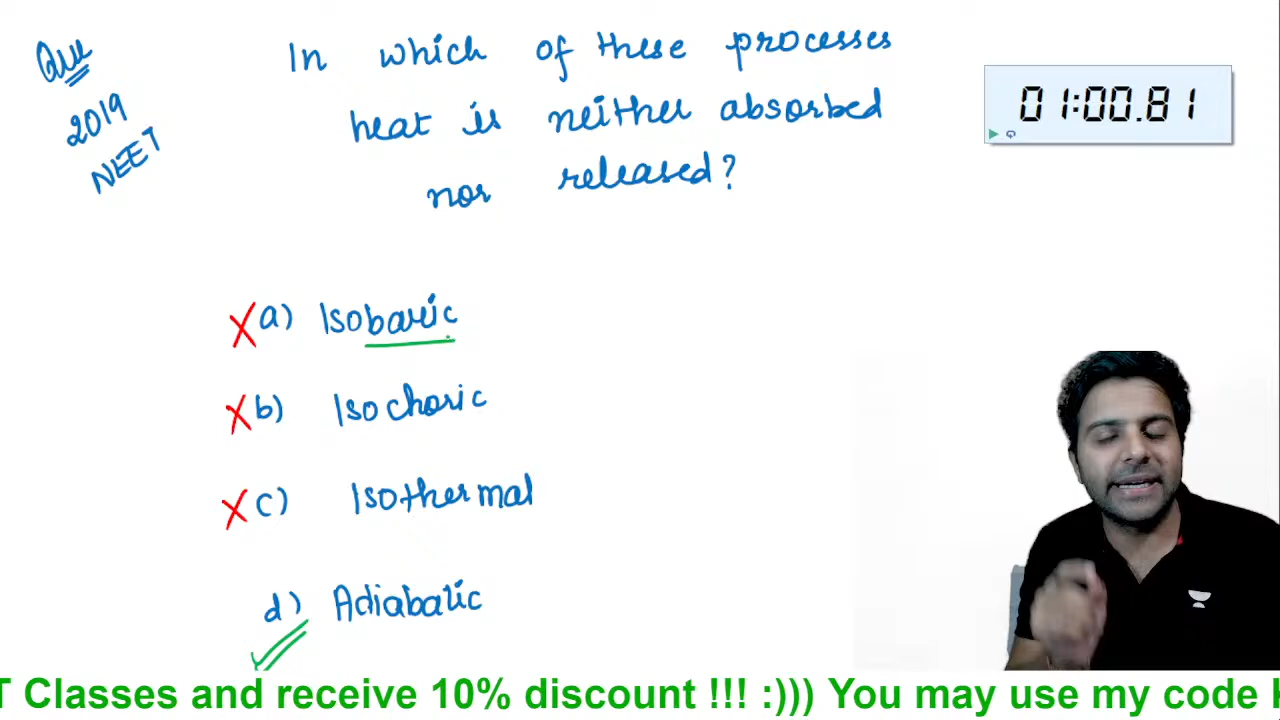 Que
2019
NEET
In which of these processes
heat is neither absorbed
nor released?
01:00.81
X a) Isobaric
X b) Isochoric
X c) Isothermal
d) Adiabatic
T Classes and receive 10% discount !!! :))) You may use my code